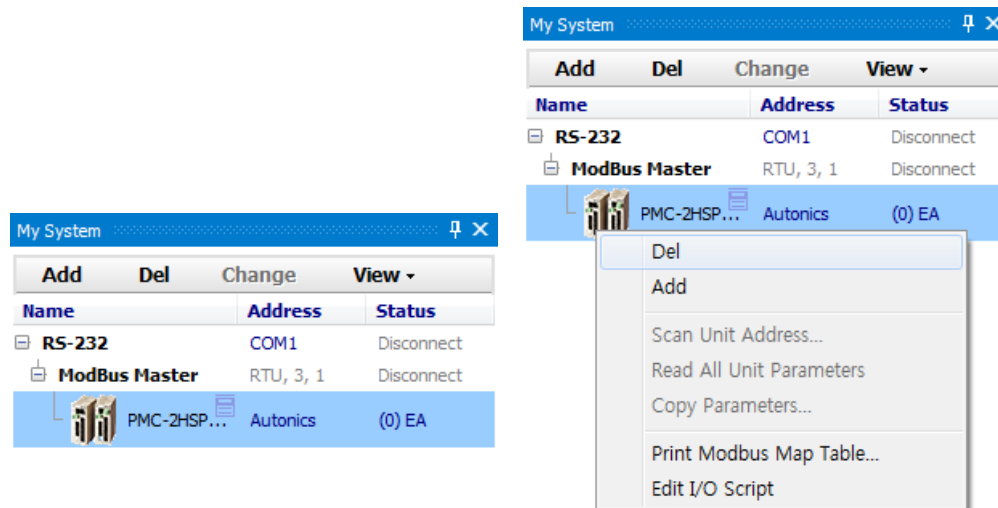 My System
Add Del Change View
Name Address Status
RS-232 COM1 Disconnect
ModBus Master RTU, 3, 1 Disconnect
PMC-2HSP... Autonics (0) EA
My System
Add Del Change View
Name Address Status
RS-232 COM1 Disconnect
ModBus Master RTU, 3, 1 Disconnect
PMC-2HSP... Autonics (0) EA
Del
Add
Scan Unit Address...
Read All Unit Parameters
Copy Parameters...
Print Modbus Map Table...
Edit I/O Script